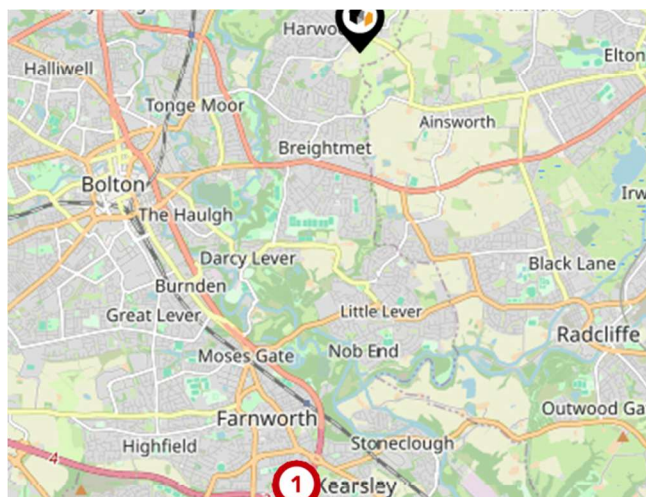 Harwo
Halliwell
Elton
Tonge Moor
Ainsworth
Breightmet
Bolton
Irw
The Haulgh
Darcy Lever
Black Lane
Burnden
Great Lever
Little Lever
Radcliffe
Moses Gate
Nob End
Outwood Ga
Farnworth
Highfield
Stoneclough
4
1
Kearsley